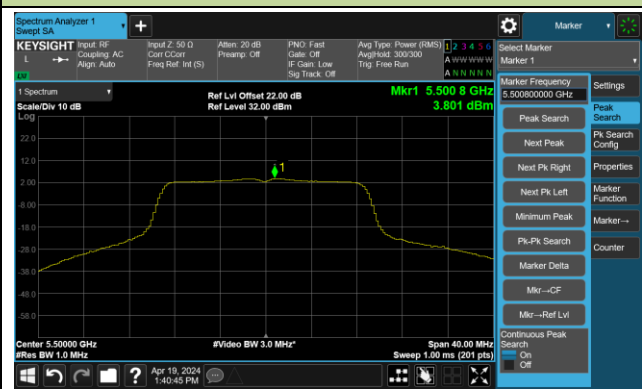 Spectrum Analyzer 1
Swept SA
+
Marker
KEYSIGHT Input: RF Input Z: 50 Ω Atten: 20 dB PNO: Fast Avg Type: Power (RMS) 1 2 3 4 5 6
L Coupling: AC Corr CCorr Preamp: Off Gate: Off Avg|Hold: 300/300 A W W W W W
Align: Auto Freq Ref: Int (S) IF Gain: Low Trig: Free Run
Sig Track: Off A N N N N N
Select Marker
Marker 1
1 Spectrum
Scale/Div 10 dB
Log
Ref Lvl Offset 22.00 dB
Ref Level 32.00 dBm
Mkr1 5.500 8 GHz
3.801 dBm
22.0
12.0
2.00
-8.00
-18.0
-28.0
-38.0
-48.0
-58.0
1
Center 5.50000 GHz #Video BW 3.0 MHz* Span 40.00 MHz
#Res BW 1.0 MHz Sweep 1.00 ms (201 pts)
Marker Frequency
5.500800000 GHz
Peak Search
Next Peak
Next Pk Right
Next Pk Left
Minimum Peak
Pk-Pk Search
Marker Delta
Mkr→CF
Mkr→Ref Lvl
Continuous Peak
Search
On
Off
Settings
Peak
Search
Pk Search
Config
Properties
Marker
Function
Marker→
Counter
?
Apr 19, 2024
1:40:45 PM